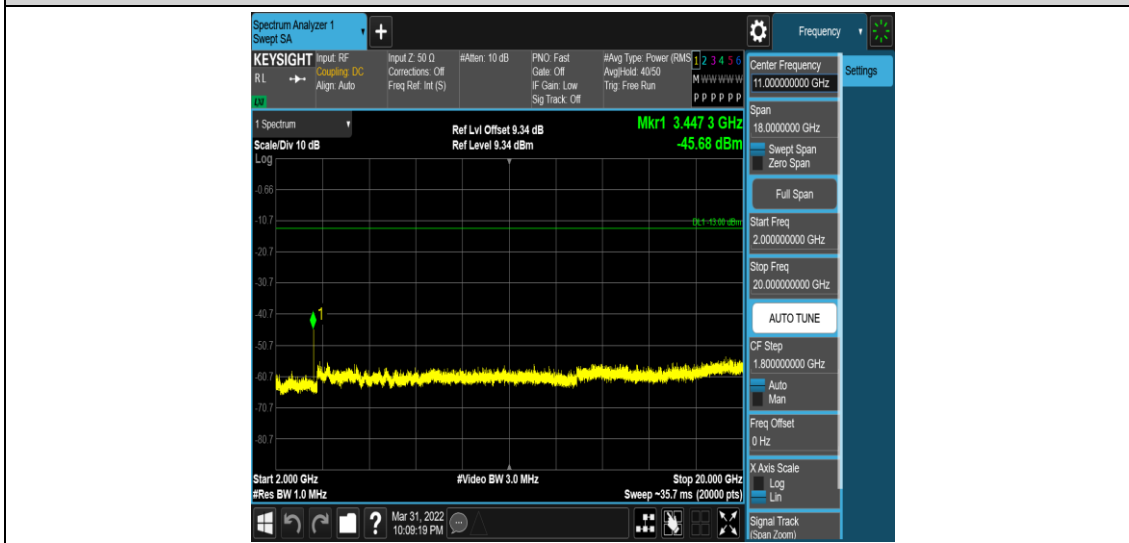 Spectrum Analyzer 1
Swept SA
+
Frequency
KEYSIGHT
RL
LXI
Input: RF
Coupling: DC
Align: Auto
Input Z: 50 Ω
Corrections: Off
Freq Ref: Int (S)
#Atten: 10 dB
PNO: Fast
Gate: Off
IF Gain: Low
Sig Track: Off
#Avg Type: Power (RMS
Avg|Hold: 40/50
Trig: Free Run
1 2 3 4 5 6
M W W W W W
P P P P P P
1 Spectrum
Scale/Div 10 dB
Ref Lvl Offset 9.34 dB
Ref Level 9.34 dBm
Mkr1 3.447 3 GHz
-45.68 dBm
Log
-0.66
-10.7
-20.7
-30.7
-40.7
-50.7
-60.7
-70.7
-80.7
DL1 -13.00 dBm
1
Start 2.000 GHz
#Res BW 1.0 MHz
#Video BW 3.0 MHz
Stop 20.000 GHz
Sweep ~35.7 ms (20000 pts)
Center Frequency
11.000000000 GHz
Settings
Span
18.0000000 GHz
Swept Span
Zero Span
Full Span
Start Freq
2.000000000 GHz
Stop Freq
20.000000000 GHz
AUTO TUNE
CF Step
1.800000000 GHz
Auto
Man
Freq Offset
0 Hz
X Axis Scale
Log
Lin
Signal Track
(Span Zoom)
?
Mar 31, 2022
10:09:19 PM